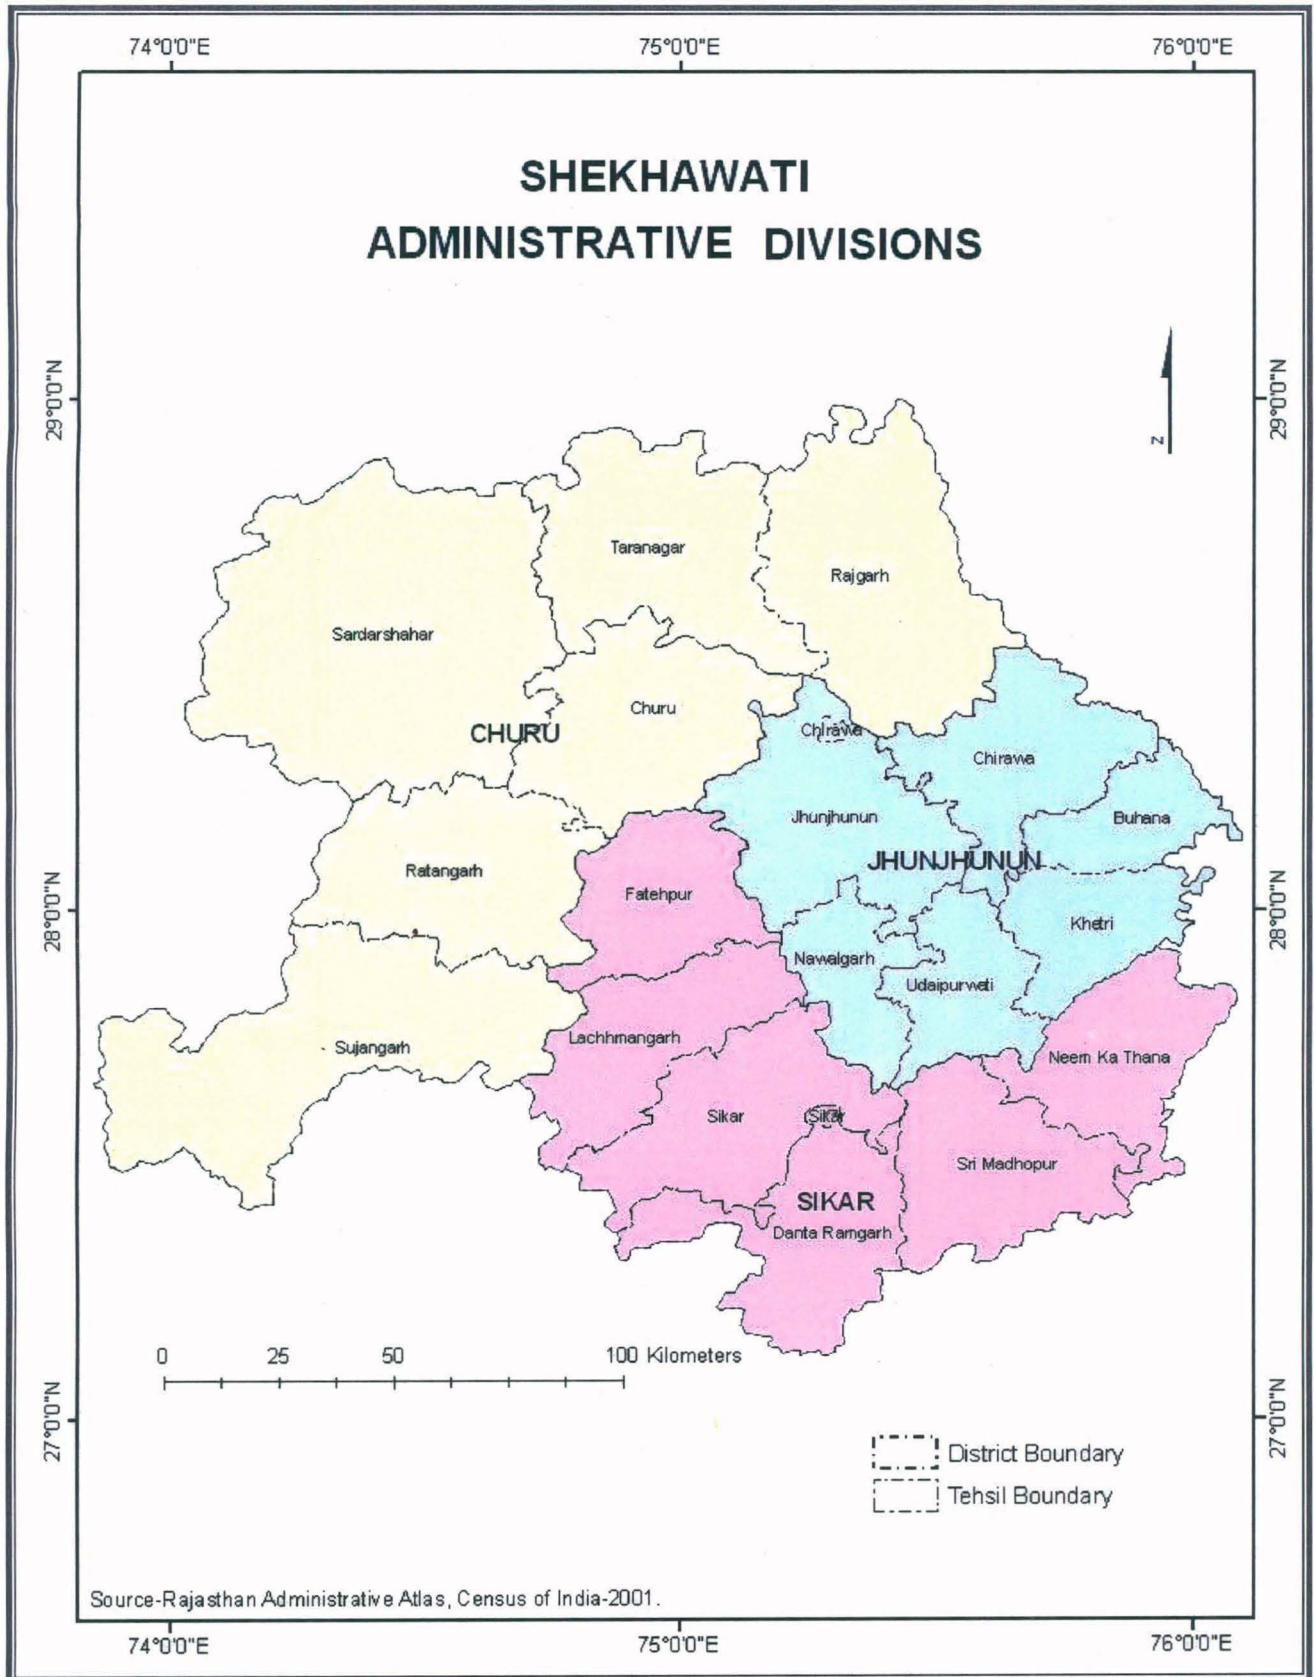 74°0'0"E 75°0'0"E 76°0'0"E
SHEKHAWATI
ADMINISTRATIVE DIVISIONS
29°0'0"N 29°0'0"N
N
Taranagar
Rajgarh
Sardarshahar
Churu
CHURU
Chirawa
Chirawa
Jhunjhunun
Buhana
JHUNJHUNUN
Ratangarh
Fatehpur
28°0'0"N 28°0'0"N
Khetri
Nawalgarh
Udaipurwati
Lachhmangarh
Sujangarh
Neem Ka Thana
Sikar
Sikar
Sri Madhopur
SIKAR
Danta Ramgarh
0 25 50 100 Kilometers
27°0'0"N 27°0'0"N
District Boundary
Tehsil Boundary
Source-Rajasthan Administrative Atlas, Census of India-2001.
74°0'0"E 75°0'0"E 76°0'0"E